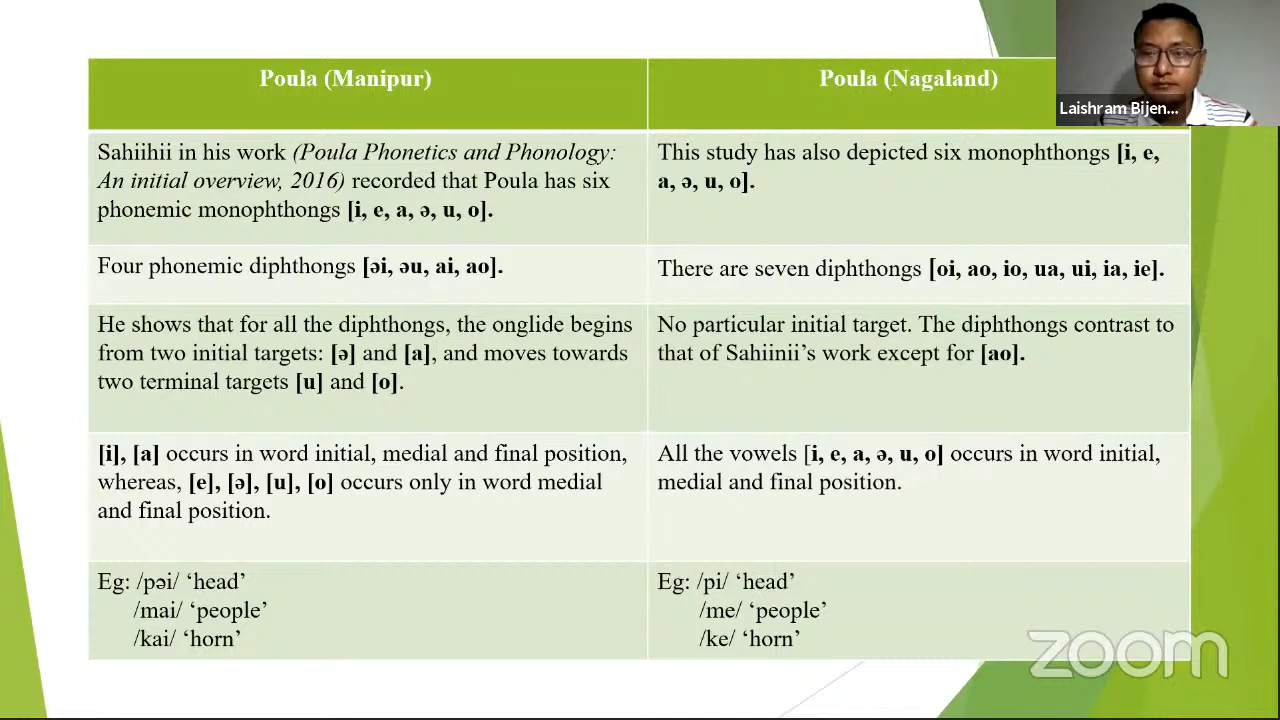 Poula (Manipur)
Poula (Nagaland)
Laishram Bijen...
Sahiihii in his work (Poula Phonetics and Phonology:
An initial overview, 2016) recorded that Poula has six
phonemic monophthongs [i, e, a, ə, u, o].
This study has also depicted six monophthongs [i, e,
a, ə, u, o].
Four phonemic diphthongs [əi, əu, ai, ao].
There are seven diphthongs [oi, ao, io, ua, ui, ia, ie].
He shows that for all the diphthongs, the onglide begins
from two initial targets: [ə] and [a], and moves towards
two terminal targets [u] and [o].
No particular initial target. The diphthongs contrast to
that of Sahiinii’s work except for [ao].
[i], [a] occurs in word initial, medial and final position,
whereas, [e], [ə], [u], [o] occurs only in word medial
and final position.
All the vowels [i, e, a, ə, u, o] occurs in word initial,
medial and final position.
Eg: /pəi/ ‘head’
/mai/ ‘people’
/kai/ ‘horn’
Eg: /pi/ ‘head’
/me/ ‘people’
/ke/ ‘horn’
zoom